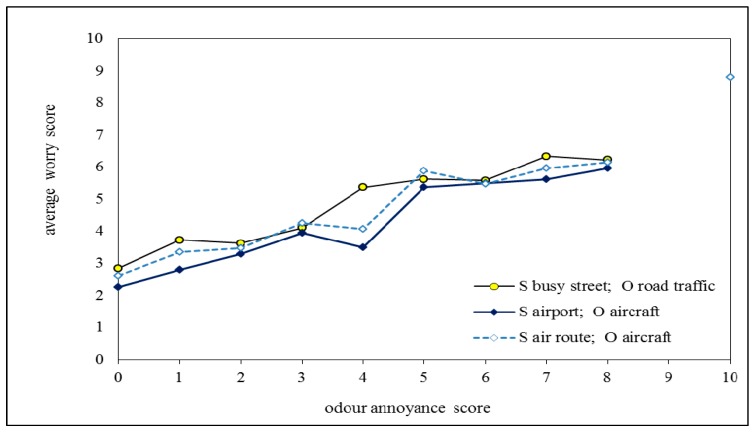 10
9
8
7
6
5
4
3
2
1
0
average worry score
S busy street; O road traffic
S airport; O aircraft
S air route; O aircraft
0 1 2 3 4 5 6 7 8 9 10
odour annoyance score